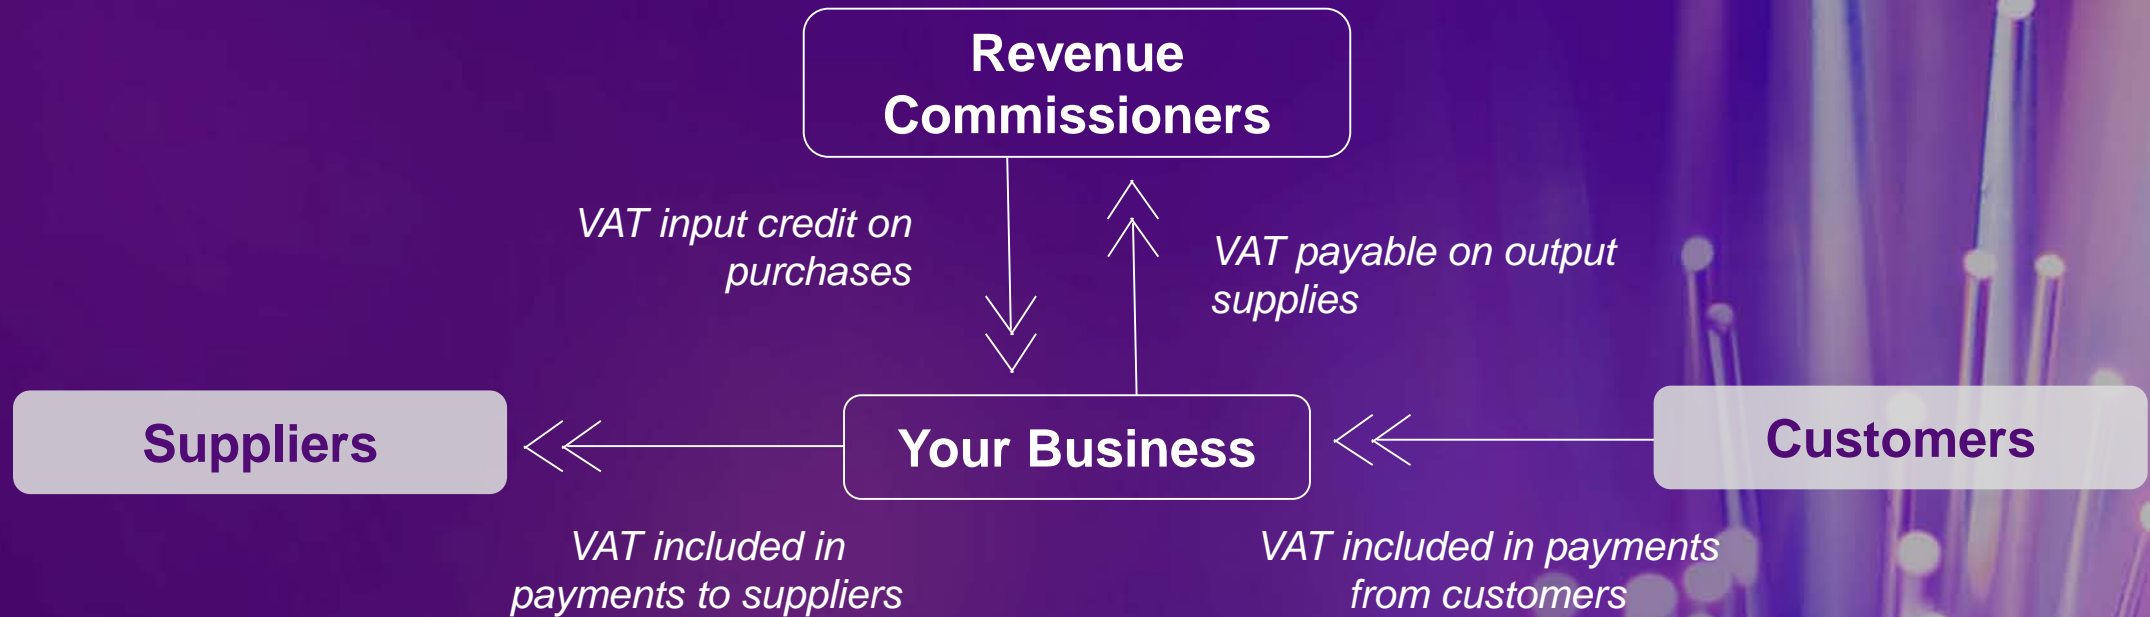 Revenue
Commissioners
VAT input credit on
purchases
VAT payable on output
supplies
Suppliers
Your Business
Customers
VAT included in
payments to suppliers
VAT included in payments
from customers